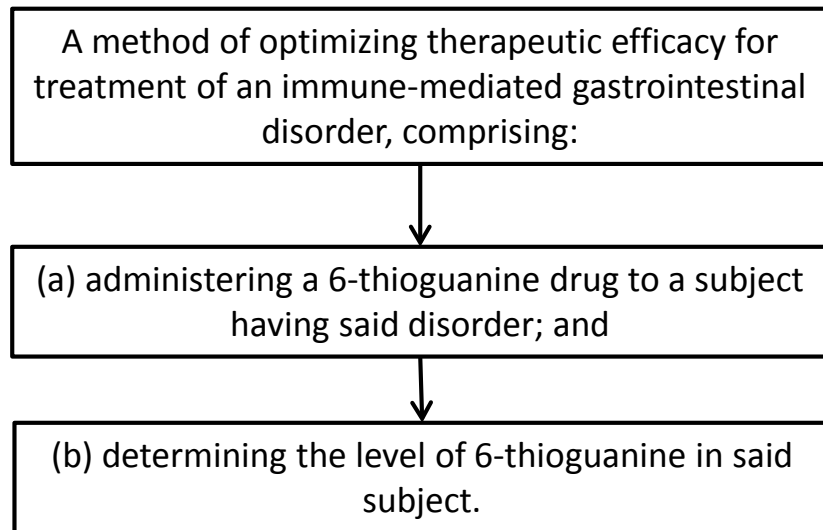 A method of optimizing therapeutic efficacy for
treatment of an immune-mediated gastrointestinal
disorder, comprising:
(a) administering a 6-thioguanine drug to a subject
having said disorder; and
(b) determining the level of 6-thioguanine in said
subject.